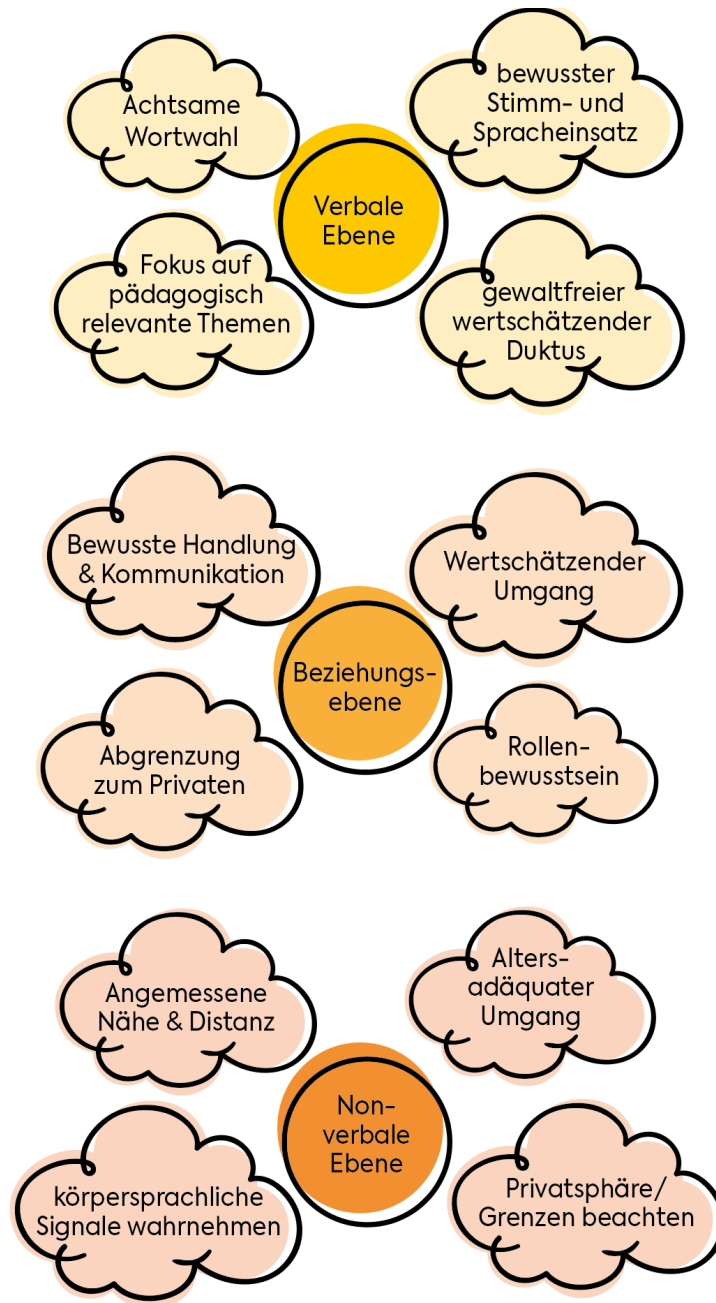 Achtsame
Wortwahl
bewusster
Stimm- und
Spracheinsatz
Verbale
Ebene
Fokus auf
pädagogisch
relevante Themen
gewaltfreier
wertschätzender
Duktus
Bewusste Handlung
& Kommunikation
Wertschätzender
Umgang
Beziehungs-
ebene
Abgrenzung
zum Privaten
Rollen-
bewusstsein
Angemessene
Nähe & Distanz
Alters-
adäquater
Umgang
Non-
verbale
Ebene
körpersprachliche
Signale wahrnehmen
Privatsphäre/
Grenzen beachten